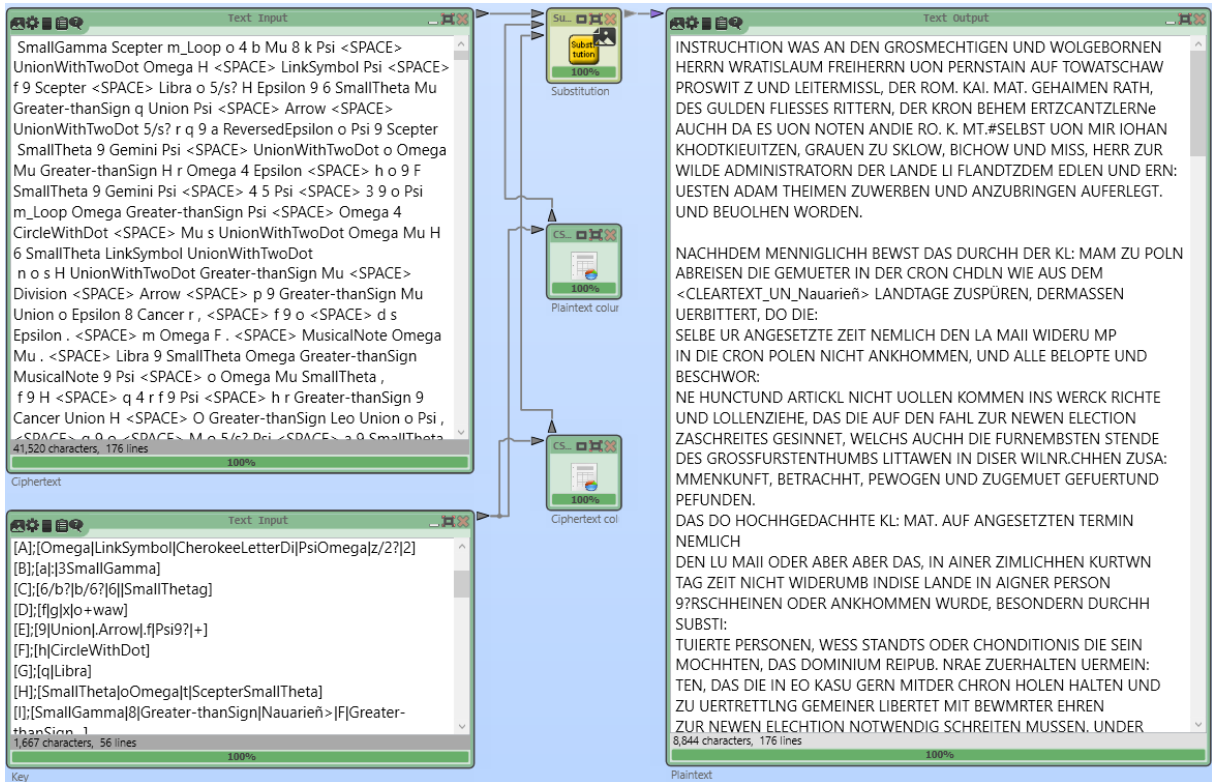 Text Input
SmallGamma Scepter m_Loop o 4 b Mu 8 k Psi <SPACE>
UnionWithTwoDot Omega H <SPACE> LinkSymbol Psi <SPACE>
f 9 Scepter <SPACE> Libra o 5/s? H Epsilon 9 6 SmallTheta Mu
Greater-thanSign q Union Psi <SPACE> Arrow <SPACE>
UnionWithTwoDot 5/s? r q 9 a ReversedEpsilon o Psi 9 Scepter
SmallTheta 9 Gemini Psi <SPACE> UnionWithTwoDot o Omega
Mu Greater-thanSign H r Omega 4 Epsilon <SPACE> h o 9 F
SmallTheta 9 Gemini Psi <SPACE> 4 5 Psi <SPACE> 3 9 o Psi
m_Loop Omega Greater-thanSign Psi <SPACE> Omega 4
CircleWithDot <SPACE> Mu s UnionWithTwoDot Omega Mu H
6 SmallTheta LinkSymbol UnionWithTwoDot
n o s H UnionWithTwoDot Greater-thanSign Mu <SPACE>
Division <SPACE> Arrow <SPACE> p 9 Greater-thanSign Mu
Union o Epsilon 8 Cancer r , <SPACE> f 9 o <SPACE> d s
Epsilon . <SPACE> m Omega F . <SPACE> MusicalNote Omega
Mu . <SPACE> Libra 9 SmallTheta Omega Greater-thanSign
MusicalNote 9 Psi <SPACE> o Omega Mu SmallTheta ,
f 9 H <SPACE> q 4 r f 9 Psi <SPACE> h r Greater-thanSign 9
Cancer Union H <SPACE> O Greater-thanSign Leo Union o Psi ,
<SPACE> q 9 o <SPACE> M o 5/s? Psi <SPACE> a 9 SmallTheta
41,520 characters, 176 lines
100%
Ciphertext
Text Input
[A];[Omega|LinkSymbol|CherokeeLetterDi|PsiOmega|z/2?|2]
[B];[a|:|3SmallGamma]
[C];[6/b?|b/6?|6||SmallThetag]
[D];[f|g|x|o+waw]
[E];[9|Union|.Arrow|.f|Psi9?|+]
[F];[h|CircleWithDot]
[G];[q|Libra]
[H];[SmallTheta|oOmega|t|ScepterSmallTheta]
[I];[SmallGamma|8|Greater-thanSign|Nauarieñ>|F|Greater-
thanSign .]
1,667 characters, 56 lines
100%
Key
Su...
Substi
tution
100%
Substitution
CS...
100%
Plaintext colur
CS...
100%
Ciphertext col
Text Output
INSTRUCHTION WAS AN DEN GROSMECHTIGEN UND WOLGEBORNEN
HERRN WRATISLAUM FREIHERRN UON PERNSTAIN AUF TOWATSCHAW
PROSWIT Z UND LEITERMISSL, DER ROM. KAI. MAT. GEHAIMEN RATH,
DES GULDEN FLIESSES RITTERN, DER KRON BEHEM ERTZCANTZLERNe
AUCHH DA ES UON NOTEN ANDIE RO. K. MT.#SELBST UON MIR IOHAN
KHODTKIEUITZEN, GRAUEN ZU SKLOW, BICHOW UND MISS, HERR ZUR
WILDE ADMINISTRATORN DER LANDE LI FLANDTZDEM EDLEN UND ERN:
UESTEN ADAM THEIMEN ZUWERBEN UND ANZUBRINGEN AUFERLEGT.
UND BEUOLHEN WORDEN.
NACHHDEM MENNIGLICHH BEWST DAS DURCHH DER KL: MAM ZU POLN
ABREISEN DIE GEMUETER IN DER CRON CHDLN WIE AUS DEM
<CLEARTEXT_UN_Nauarieñ> LANDTAGE ZUSPÜREN, DERMASSEN
UERBITTERT, DO DIE:
SELBE UR ANGESETZTE ZEIT NEMLICH DEN LA MAII WIDERU MP
IN DIE CRON POLEN NICHT ANKHOMMEN, UND ALLE BELOPTE UND
BESCHWOR:
NE HUNCTUND ARTICKL NICHT UOLLEN KOMMEN INS WERCK RICHTE
UND LOLLENZIEHE, DAS DIE AUF DEN FAHL ZUR NEWEN ELECTION
ZASCHREITES GESINNET, WELCHS AUCHH DIE FURNEMBSTEN STENDE
DES GROSSFURSTENTHUMBS LITTAWEN IN DISER WILNR.CHHEN ZUSA:
MMENKUNFT, BETRACHHT, PEWOGEN UND ZUGEMUET GEFUERTUND
PEFUNDEN.
DAS DO HOCHHGEDACHHTE KL: MAT. AUF ANGESETZTEN TERMIN
NEMLICH
DEN LU MAII ODER ABER ABER DAS, IN AINER ZIMLICHHEN KURTWN
TAG ZEIT NICHT WIDERUMB INDISE LANDE IN AIGNER PERSON
9?RSCHHEINEN ODER ANKHOMMEN WURDE, BESONDERN DURCHH
SUBSTI:
TUIERTE PERSONEN, WESS STANDTS ODER CHONDITIONIS DIE SEIN
MOCHHTEN, DAS DOMINIUM REIPUB. NRAE ZUERHALTEN UERMEIN:
TEN, DAS DIE IN EO KASU GERN MITDER CHRON HOLEN HALTEN UND
ZU UERTRETTLNG GEMEINER LIBERTET MIT BEWMRTER EHREN
ZUR NEWEN ELECHTION NOTWENDIG SCHREITEN MUSSEN. UNDER
8,844 characters, 176 lines
100%
Plaintext